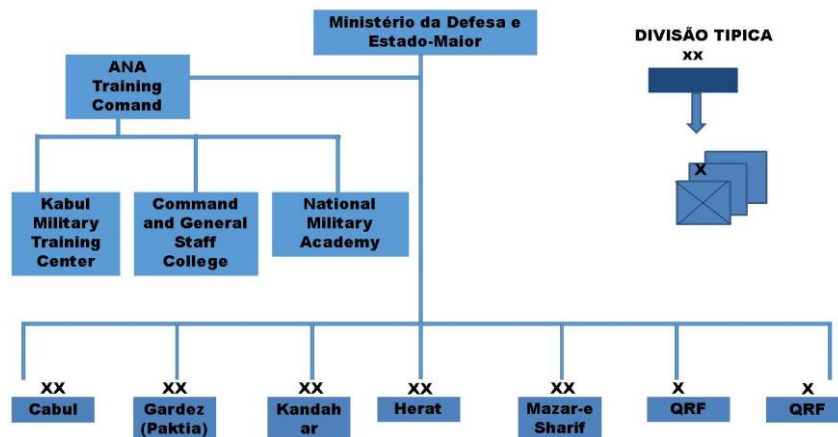 Ministério da Defesa e
Estado-Maior
DIVISÃO TIPICA
xx
ANA
Training
Comand
X
Kabul
Military
Training
Center
Command
and General
Staff
College
National
Military
Academy
XX
Cabul
XX
Gardez
(Paktia)
XX
Kandah
ar
XX
Herat
XX
Mazar-e
Sharif
X
QRF
X
QRF